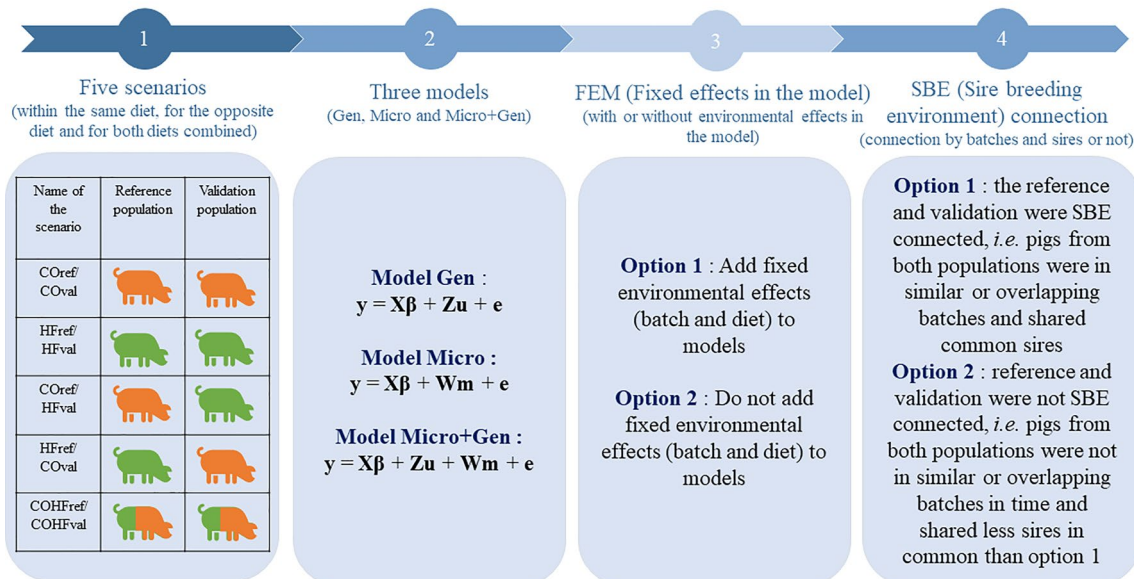 1
2
3
4
Five scenarios
(within the same diet, for the opposite
diet and for both diets combined)
Three models
(Gen, Micro and Micro+Gen)
FEM (Fixed effects in the model)
(with or without environmental effects in
the model)
SBE (Sire breeding
environment) connection
(connection by batches and sires or not)
Name of
the
scenario
Reference
population
Validation
population
COref/
COval
HFref/
HFval
COref/
HFval
HFref/
COval
COHFref/
COHFval
Model Gen :
y = Xβ + Zu + e
Model Micro :
y = Xβ + Wm + e
Model Micro+Gen :
y = Xβ + Zu + Wm + e
Option 1 : Add fixed
environmental effects
(batch and diet) to
models
Option 2 : Do not add
fixed environmental
effects (batch and diet) to
models
Option 1 : the reference
and validation were SBE
connected, i.e. pigs from
both populations were in
similar or overlapping
batches and shared
common sires
Option 2 : reference and
validation were not SBE
connected, i.e. pigs from
both populations were not
in similar or overlapping
batches in time and
shared less sires in
common than option 1